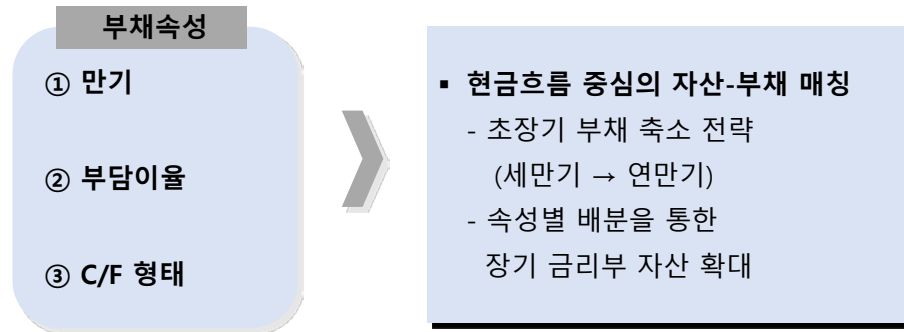 부채속성
① 만기
② 부담이율
③ C/F 형태
▪ 현금흐름 중심의 자산-부채 매칭
- 초장기 부채 축소 전략
(세만기 → 연만기)
- 속성별 배분을 통한
장기 금리부 자산 확대